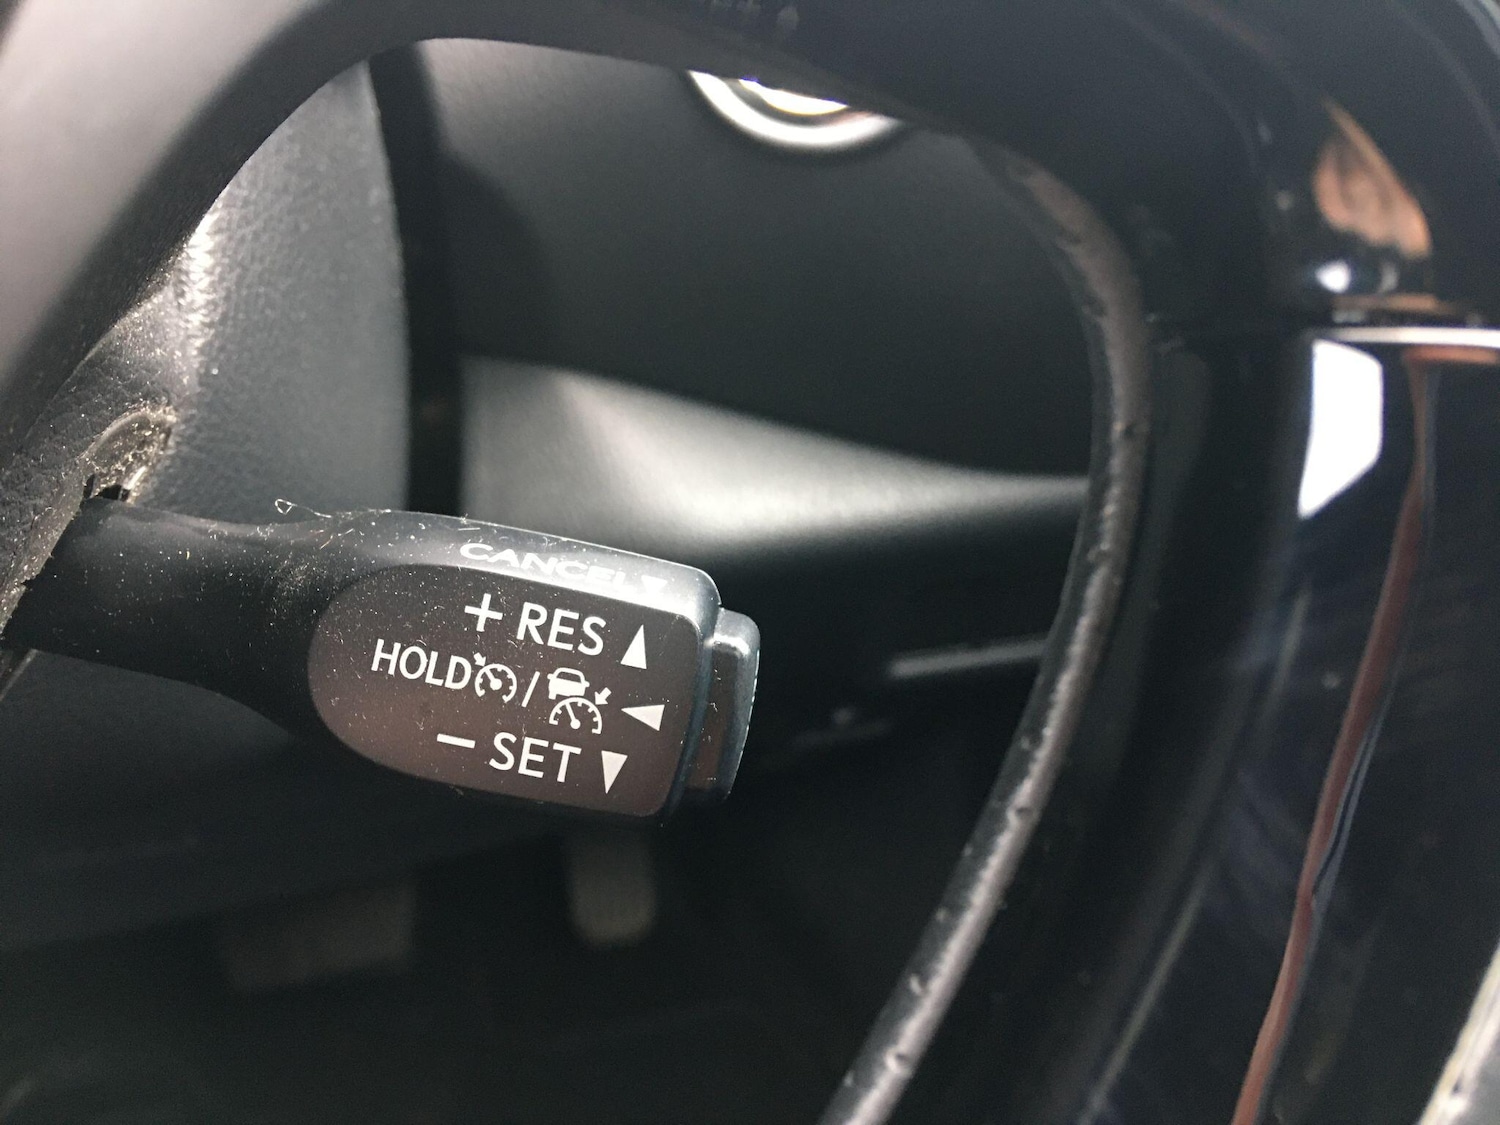 CANCEL ▼
+ RES ▲
HOLD / ◀
− SET ▼